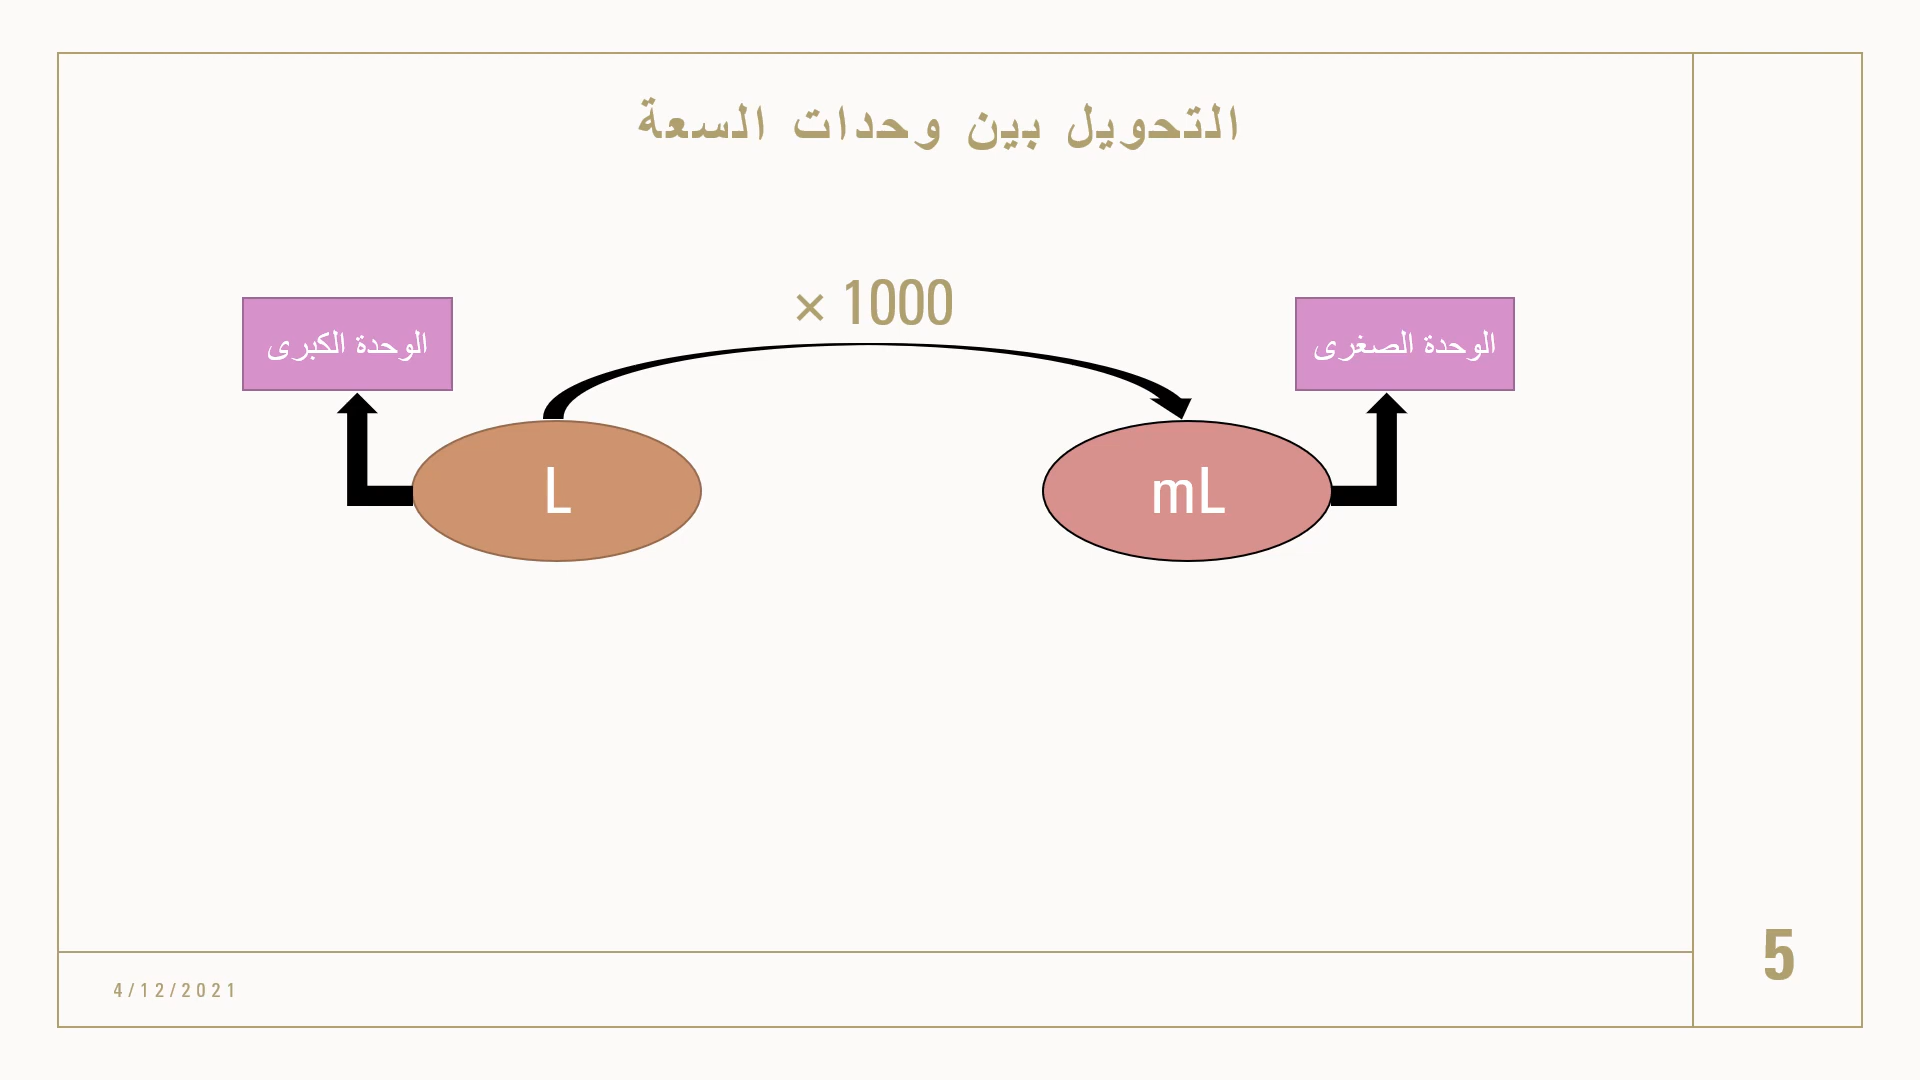 التحويل بين وحدات السعة
× 1000
الوحدة الكبرى
الوحدة الصغرى
L
mL
4/12/2021
5